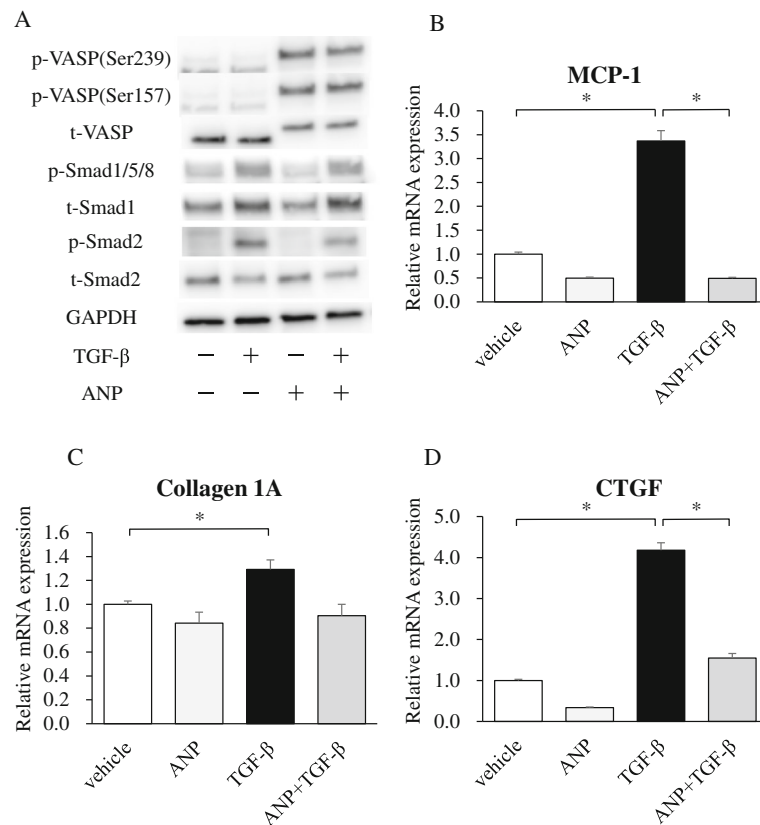 A
p-VASP(Ser239)
p-VASP(Ser157)
t-VASP
p-Smad1/5/8
t-Smad1
p-Smad2
t-Smad2
GAPDH
TGF-β − + − +
ANP − − + +
B
MCP-1
Relative mRNA expression
4.0
3.5
3.0
2.5
2.0
1.5
1.0
0.5
0.0
* *
vehicle
ANP
TGF-β
ANP+TGF-β
C
Collagen 1A
Relative mRNA expression
1.6
1.4
1.2
1.0
0.8
0.6
0.4
0.2
0.0
*
vehicle
ANP
TGF-β
ANP+TGF-β
D
CTGF
Relative mRNA expression
5.0
4.0
3.0
2.0
1.0
0.0
* *
vehicle
ANP
TGF-β
ANP+TGF-β